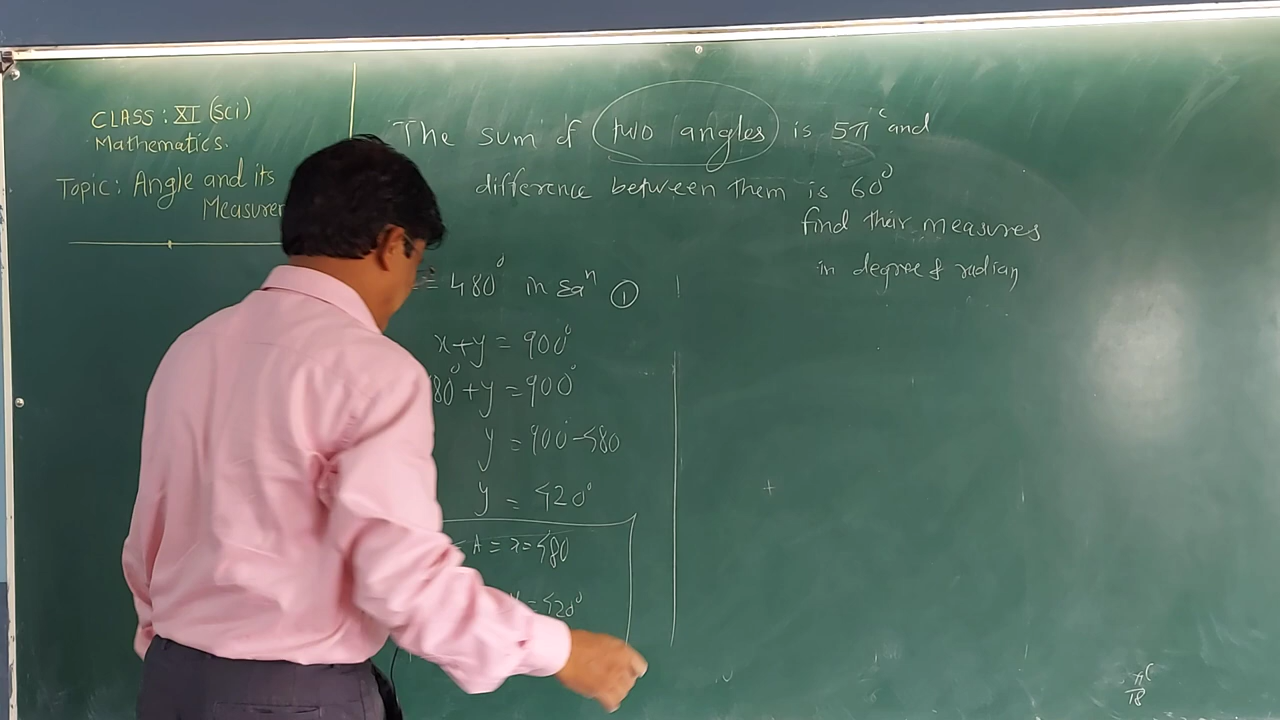 CLASS : XI (Sci)
Mathematics.
Topic: Angle and its
Measure
The sum of two angles is 5π^c and
difference between them is 60°
find their measures
in degree & radian
= 480° in Eqⁿ ①
x+y = 900°
80° + y = 900°
y = 900° - 480
y = 420°
A = x = 480
y = 420°
π^c
18